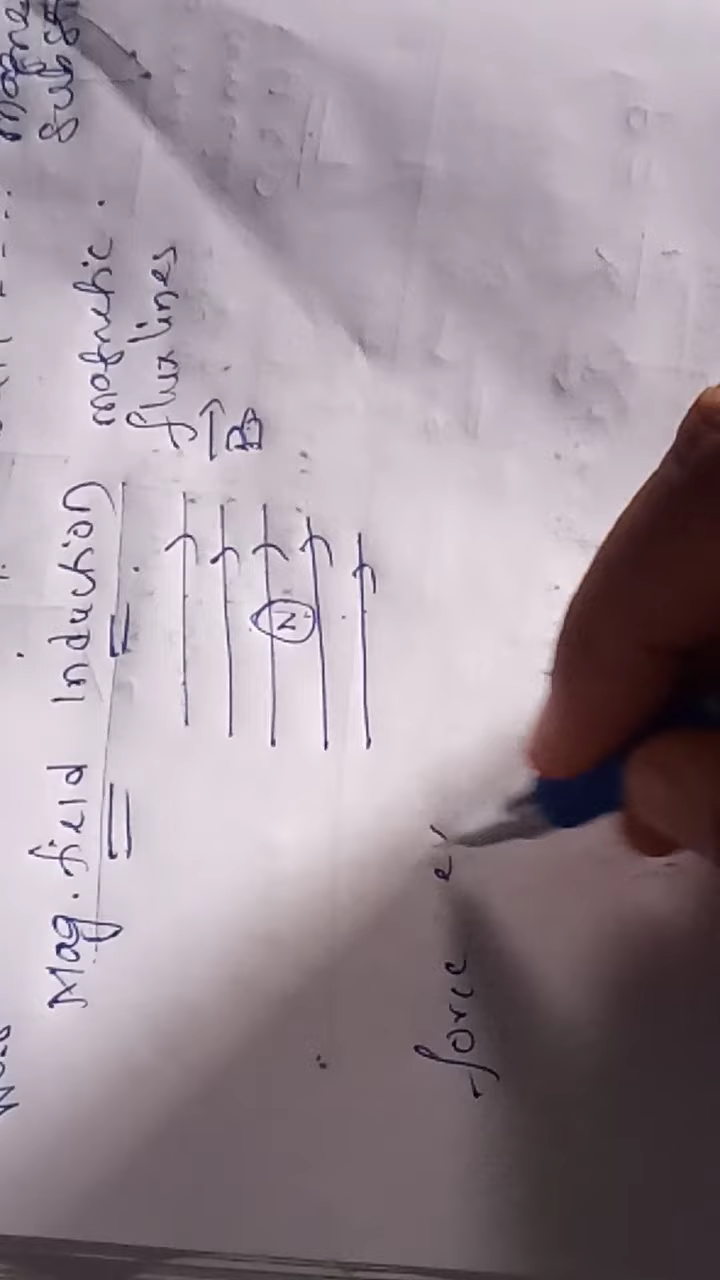 Mag. field Induction
magnetic.
flux lines
B
N
force e